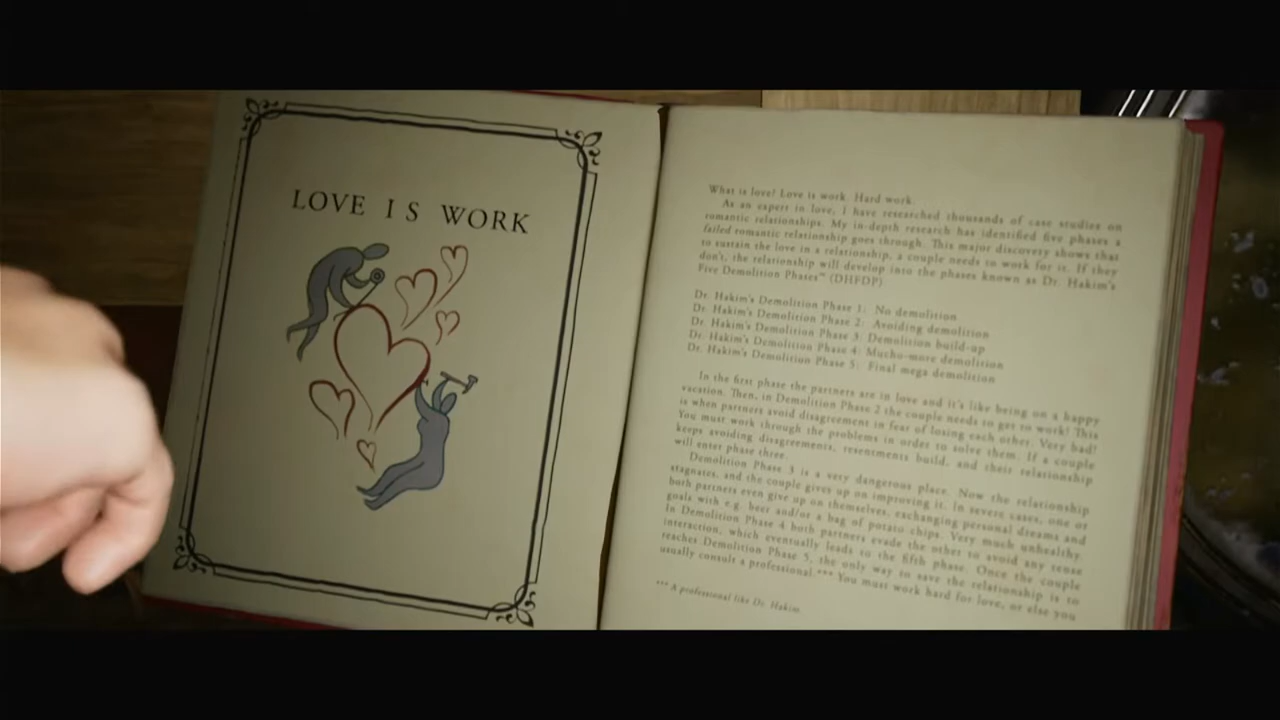 LOVE IS WORK
What is love? Love is work. Hard work.
As an expert in love, I have researched thousands of case studies on
romantic relationships. My in-depth research has identified five phases a
failed romantic relationship goes through. This major discovery shows that
to sustain the love in a relationship, a couple needs to work for it. If they
don't, the relationship will develop into the phases known as Dr. Hakim's
Five Demolition Phases™ (DHFDP)
Dr. Hakim's Demolition Phase 1: No demolition
Dr. Hakim's Demolition Phase 2: Avoiding demolition
Dr. Hakim's Demolition Phase 3: Demolition build-up
Dr. Hakim's Demolition Phase 4: Mucho-more demolition
Dr. Hakim's Demolition Phase 5: Final mega demolition
In the first phase the partners are in love and it's like being on a happy
vacation. Then, in Demolition Phase 2 the couple needs to get to work! This
is when partners avoid disagreement in fear of losing each other. Very bad!
You must work through the problems in order to solve them. If a couple
keeps avoiding disagreements, resentments build, and their relationship
will enter phase three.
Demolition Phase 3 is a very dangerous place. Now the relationship
stagnates, and the couple gives up on improving it. In severe cases, one or
both partners even give up on themselves, exchanging personal dreams and
goals with e.g. beer and/or a bag of potato chips. Very much unhealthy.
In Demolition Phase 4 both partners evade the other to avoid any tense
interaction, which eventually leads to the fifth phase. Once the couple
reaches Demolition Phase 5, the only way to save the relationship is to
usually consult a professional.*** You must work hard for love, or else you
*** A professional like Dr. Hakim.